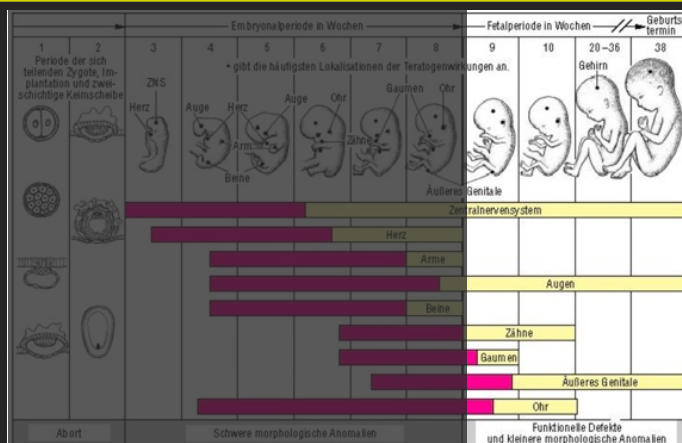 Embryonalperiode in Wochen
Fetalperiode in Wochen
Geburts-
termin
1 2 3 4 5 6 7 8 9 10 20–36 38
Periode der sich
teilenden Zygote, Im-
plantation und zwei-
schichtige Keimscheibe
• gibt die häufigsten Lokalisationen der Teratogenwirkungen an.
ZNS
Herz
Auge
Herz
Arm
Beine
Auge
Ohr
Zähne
Gaumen
Ohr
Äußeres Genitale
Gehirn
Zentralnervensystem
Herz
Arme
Augen
Beine
Zähne
Gaumen
Äußeres Genitale
Ohr
Abort
Schwere morphologische Anomalien
Funktionelle Defekte
und kleinere morphologische Anomalien